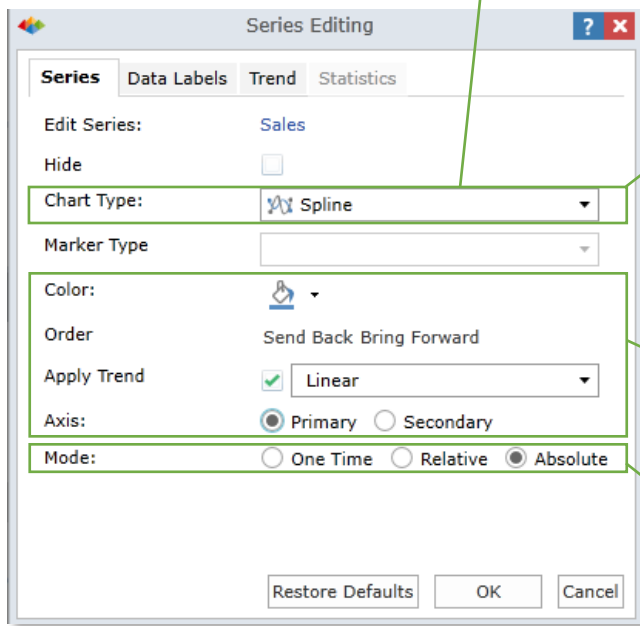 Series Editing
?
Series Data Labels Trend Statistics
Edit Series: Sales
Hide
Chart Type: Spline
Marker Type
Color:
Order Send Back Bring Forward
Apply Trend Linear
Axis: Primary Secondary
Mode: One Time Relative Absolute
Restore Defaults OK Cancel